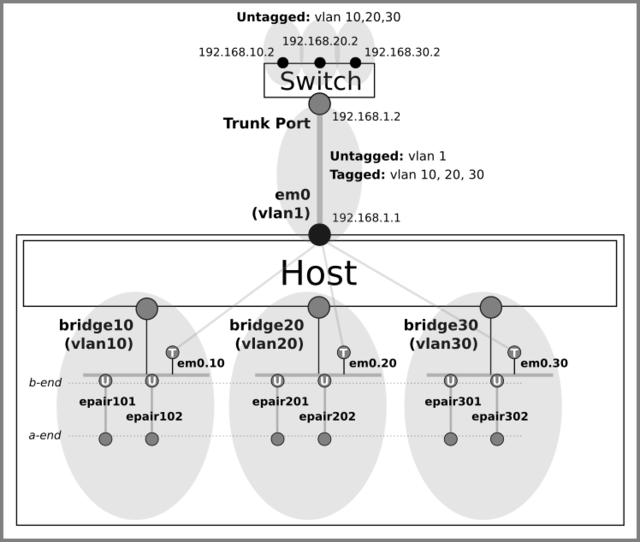 Untagged: vlan 10,20,30
192.168.20.2
192.168.10.2
192.168.30.2
Switch
192.168.1.2
Trunk Port
Untagged: vlan 1
Tagged: vlan 10, 20, 30
em0
(vlan1)
192.168.1.1
Host
bridge10
(vlan10)
bridge20
(vlan20)
bridge30
(vlan30)
T
em0.10
T
em0.20
T
em0.30
b-end
U
U
U
U
U
U
epair101
epair102
epair201
epair202
epair301
epair302
a-end